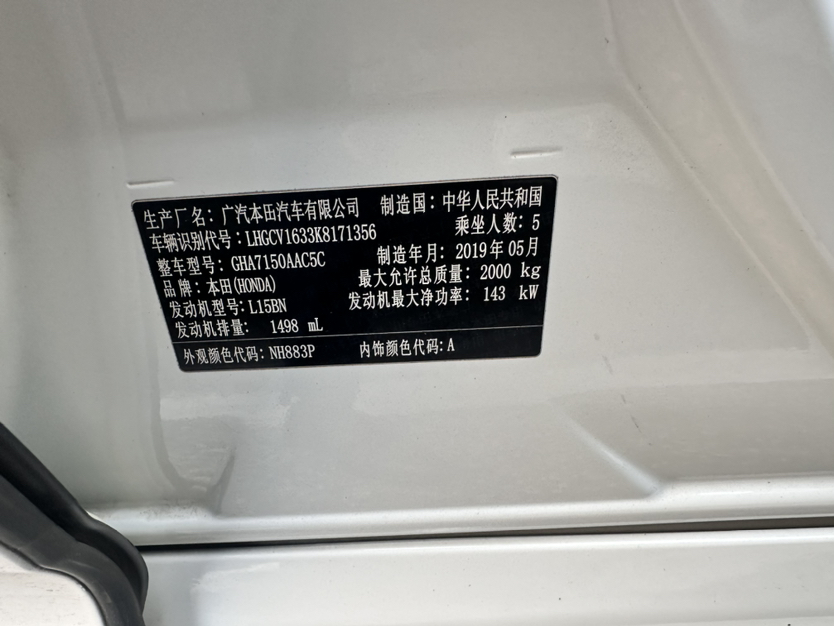 生产厂名：广汽本田汽车有限公司 制造国：中华人民共和国
车辆识别代号：LHGCV1633K8171356 乘坐人数：5
整车型号：GHA7150AAC5C 制造年月：2019年05月
品牌：本田(HONDA) 最大允许总质量：2000 kg
发动机型号：L15BN 发动机最大净功率：143 kW
发动机排量：1498 mL
外观颜色代码：NH883P 内饰颜色代码：A